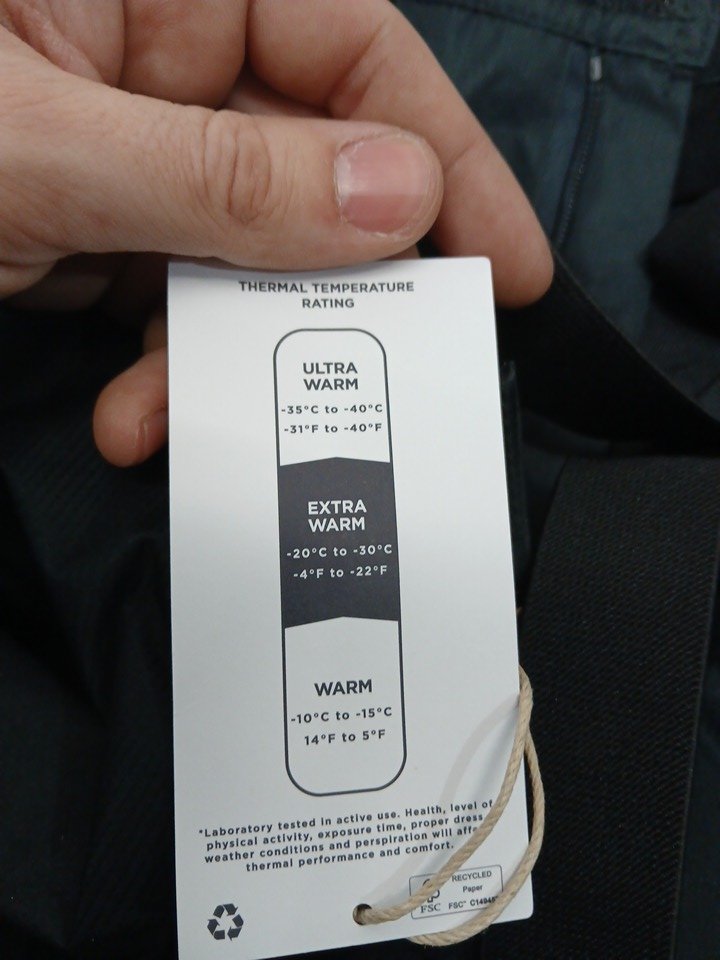 THERMAL TEMPERATURE
RATING
ULTRA
WARM
-35°C to -40°C
-31°F to -40°F
EXTRA
WARM
-20°C to -30°C
-4°F to -22°F
WARM
-10°C to -15°C
14°F to 5°F
*Laboratory tested in active use. Health, level of
physical activity, exposure time, proper dress,
weather conditions and perspiration will
thermal performance and comfort.
RECYCLED
Paper
FSC FSC™